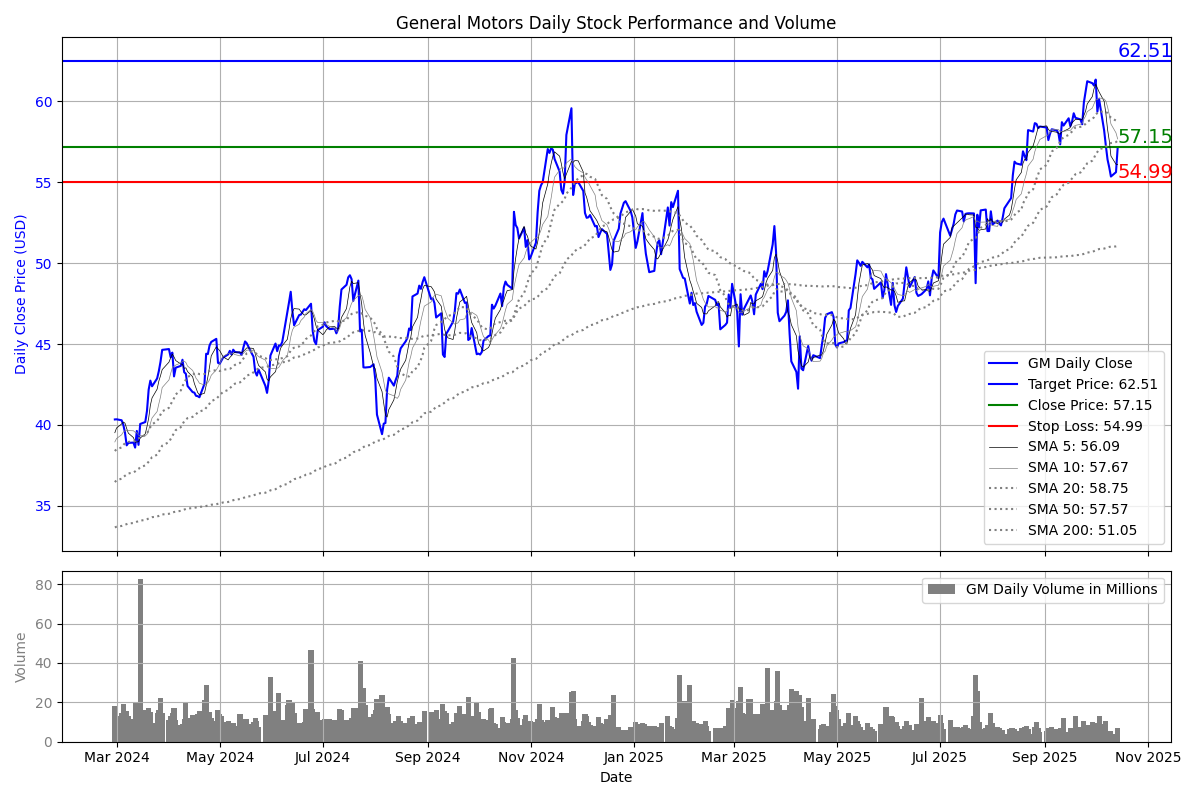 General Motors Daily Stock Performance and Volume
62.51
60
57.15
55
54.99
50
45
40
35
Daily Close Price (USD)
GM Daily Close
Target Price: 62.51
Close Price: 57.15
Stop Loss: 54.99
SMA 5: 56.09
SMA 10: 57.67
SMA 20: 58.75
SMA 50: 57.57
SMA 200: 51.05
80
60
40
20
0
Volume
GM Daily Volume in Millions
Mar 2024 May 2024 Jul 2024 Sep 2024 Nov 2024 Jan 2025 Mar 2025 May 2025 Jul 2025 Sep 2025 Nov 2025
Date